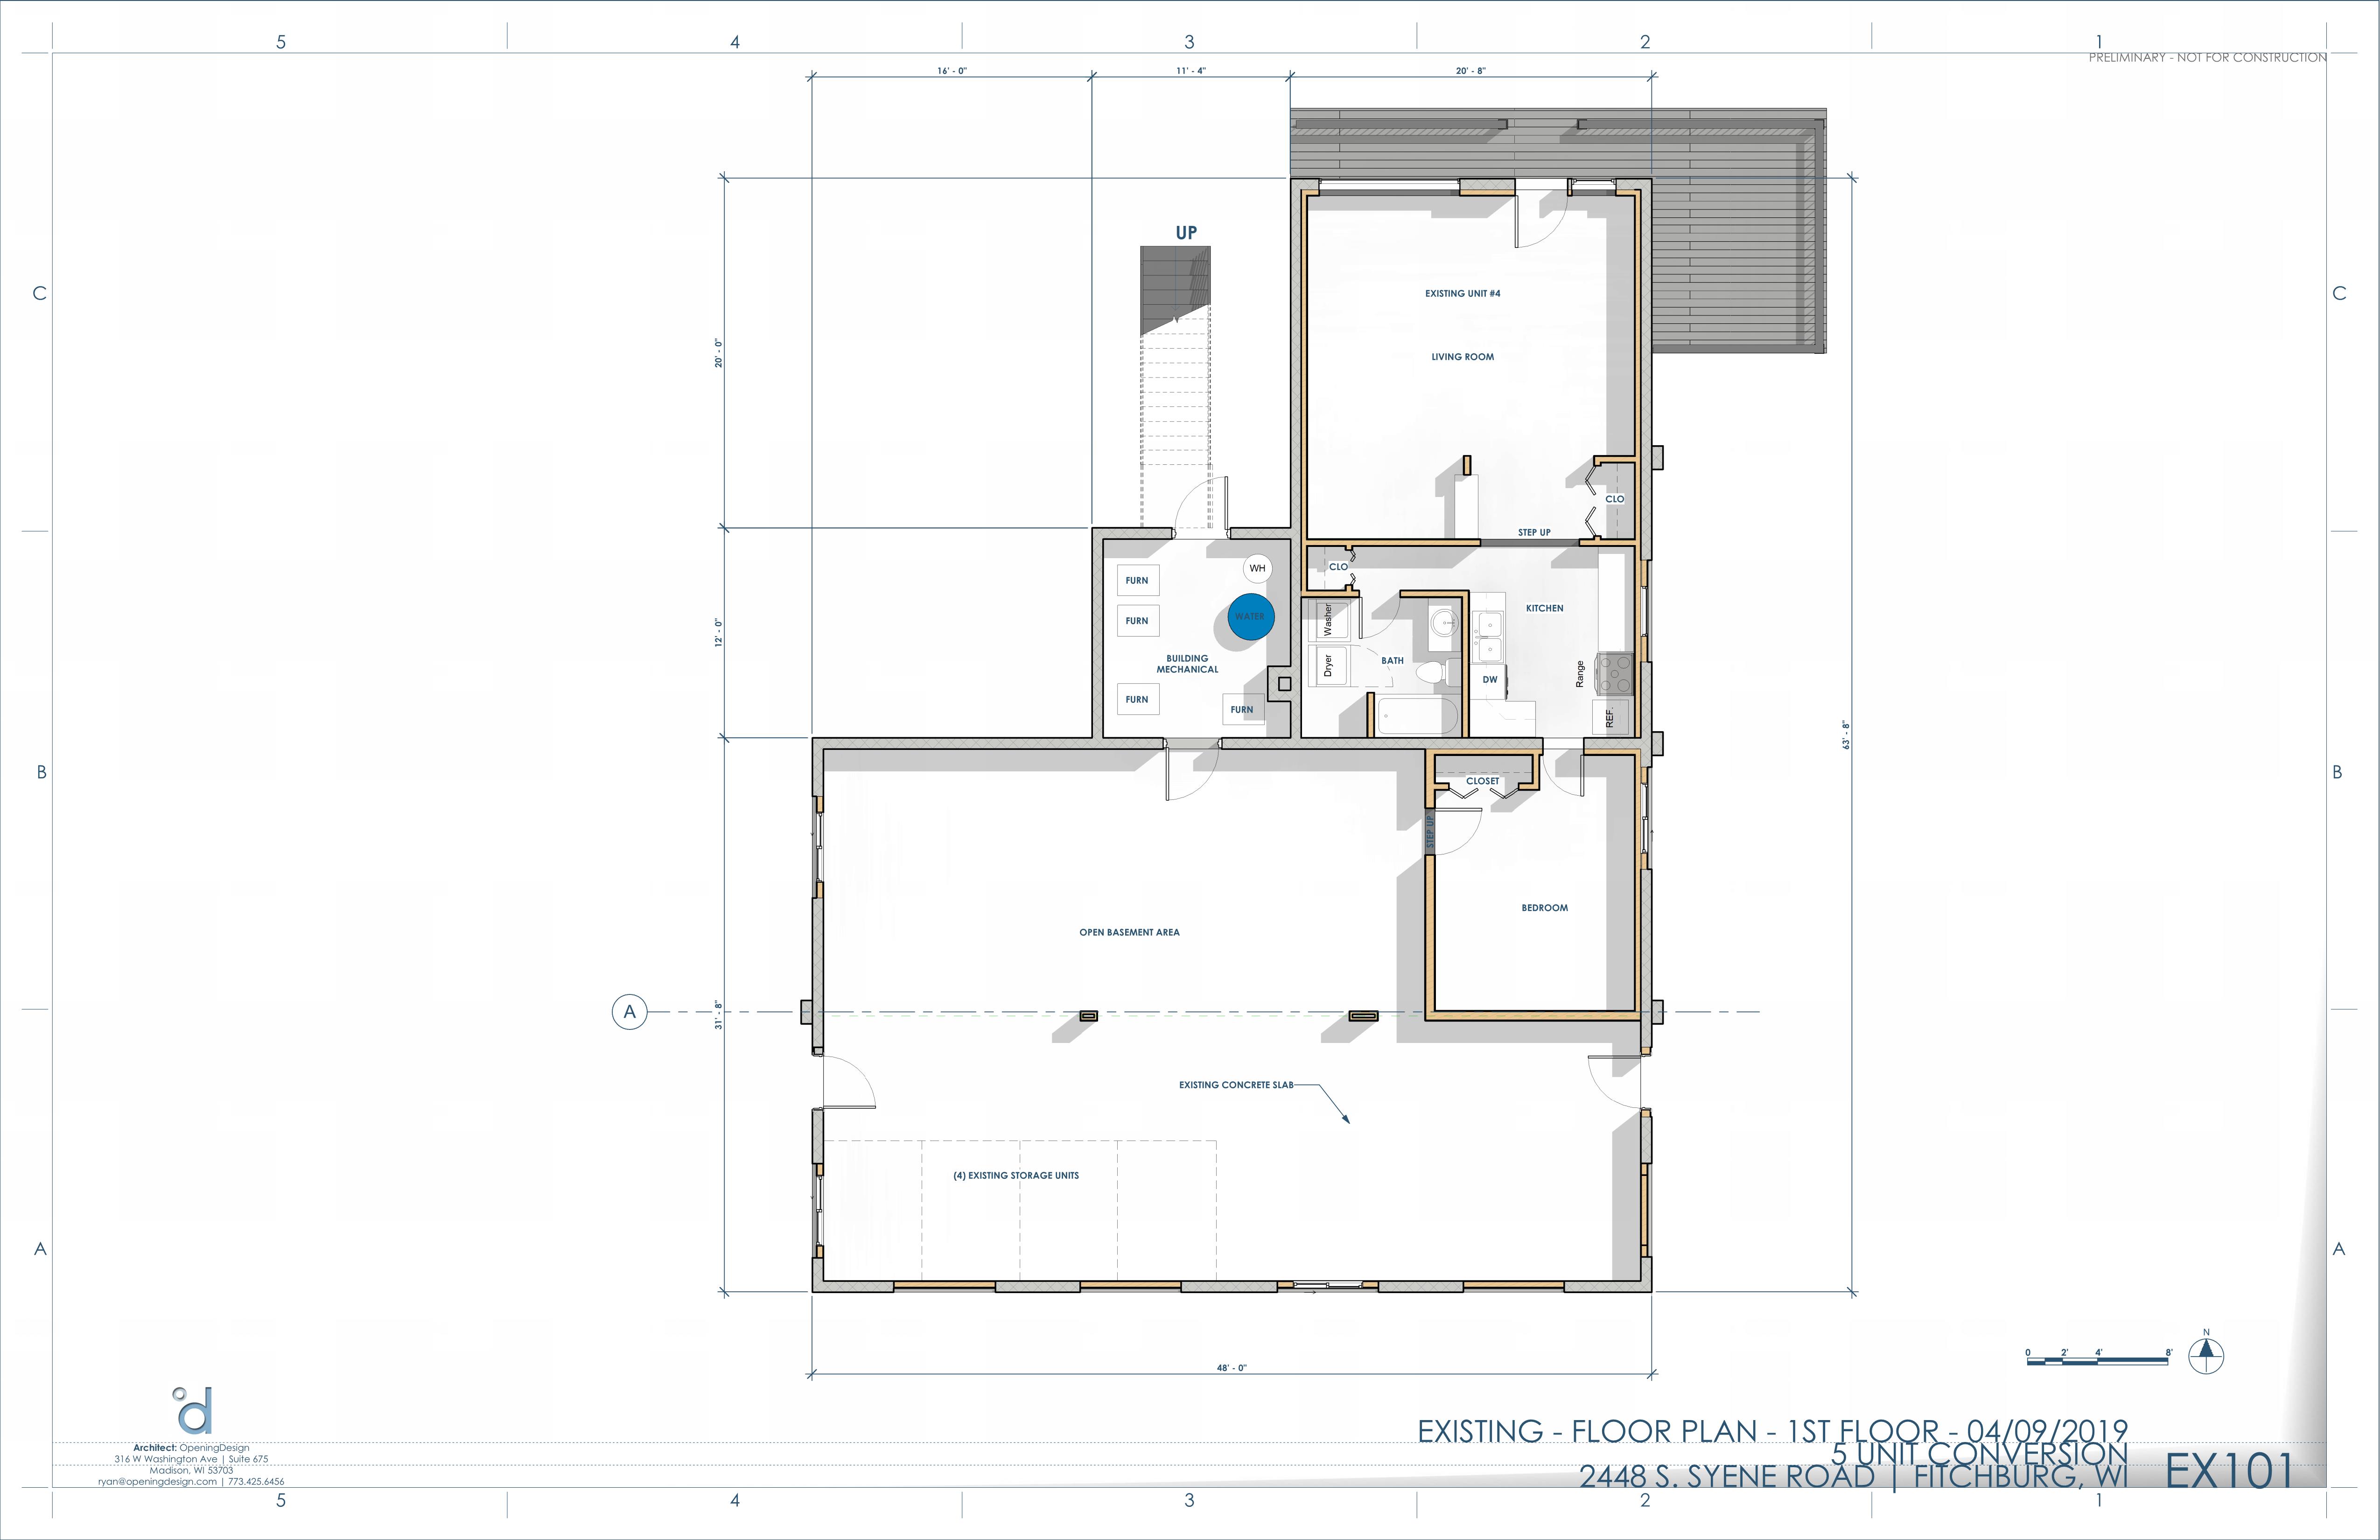 5 4 3 2 1
PRELIMINARY - NOT FOR CONSTRUCTION
16' - 0" 11' - 4" 20' - 8"
UP
C
C
EXISTING UNIT #4
20' - 0"
LIVING ROOM
CLO
STEP UP
CLO
WH
FURN
KITCHEN
WATER
FURN
Washer
12' - 0"
BUILDING
MECHANICAL
BATH
Dryer
Range
DW
FURN
FURN
REF.
63' - 8"
B
B
CLOSET
STEP UP
BEDROOM
OPEN BASEMENT AREA
A
31' - 8"
EXISTING CONCRETE SLAB
(4) EXISTING STORAGE UNITS
A
A
N
0 2' 4' 8'
48' - 0"
d
EXISTING - FLOOR PLAN - 1ST FLOOR - 04/09/2019
5 UNIT CONVERSION
2448 S. SYENE ROAD | FITCHBURG, WI
EX101
Architect: OpeningDesign
316 W Washington Ave | Suite 675
Madison, WI 53703
ryan@openingdesign.com | 773.425.6456
5 4 3 2 1